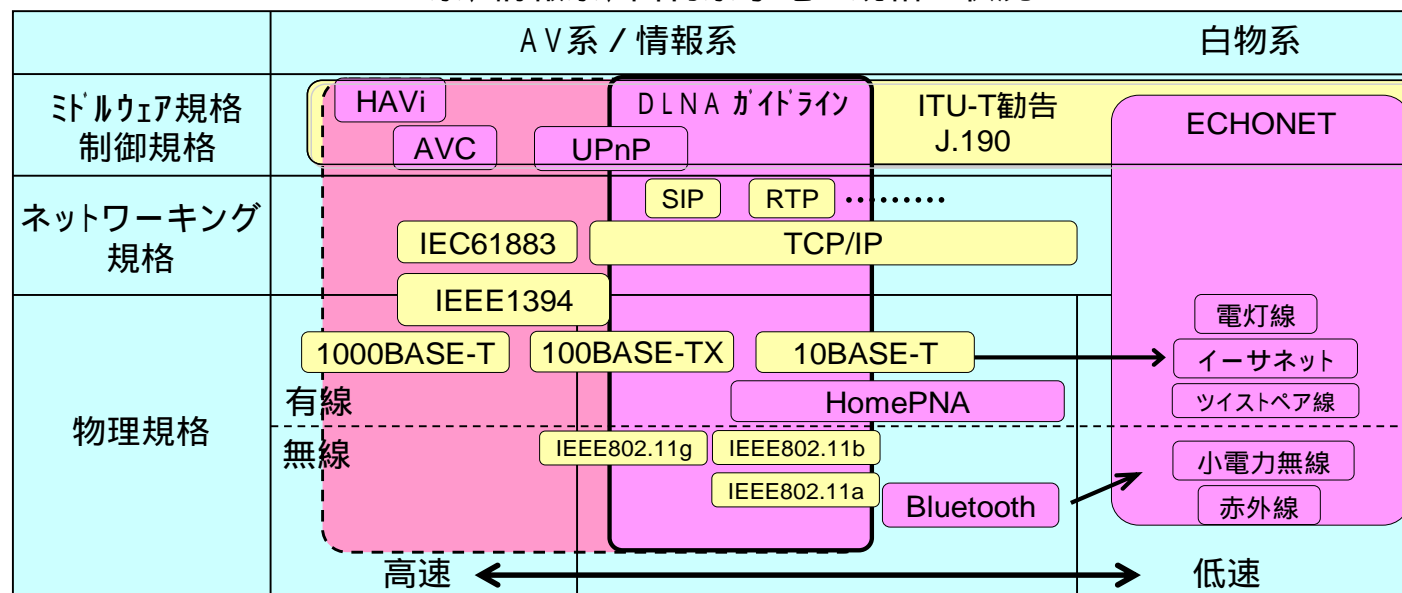 AV系 / 情報系
白物系
ﾐﾄﾞﾙウェア規格
制御規格
HAVi
AVC
UPnP
DLNA ガイドライン
ITU-T勧告
J.190
ECHONET
ネットワーキング
規格
SIP
RTP ………
IEC61883
TCP/IP
IEEE1394
物理規格
1000BASE-T
100BASE-TX
10BASE-T
電灯線
イーサネット
ツイストペア線
有線
HomePNA
無線
IEEE802.11g
IEEE802.11b
IEEE802.11a
Bluetooth
小電力無線
赤外線
高速
低速